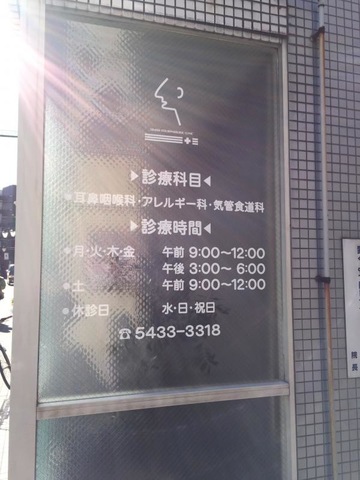 ▶診療科目◀
●耳鼻咽喉科・アレルギー科・気管食道科
▶診療時間◀
●月・火・木・金 午前 9:00〜12:00
午後 3:00〜 6:00
●土 午前 9:00〜12:00
●休診日 水・日・祝日
☎5433-3318
院長